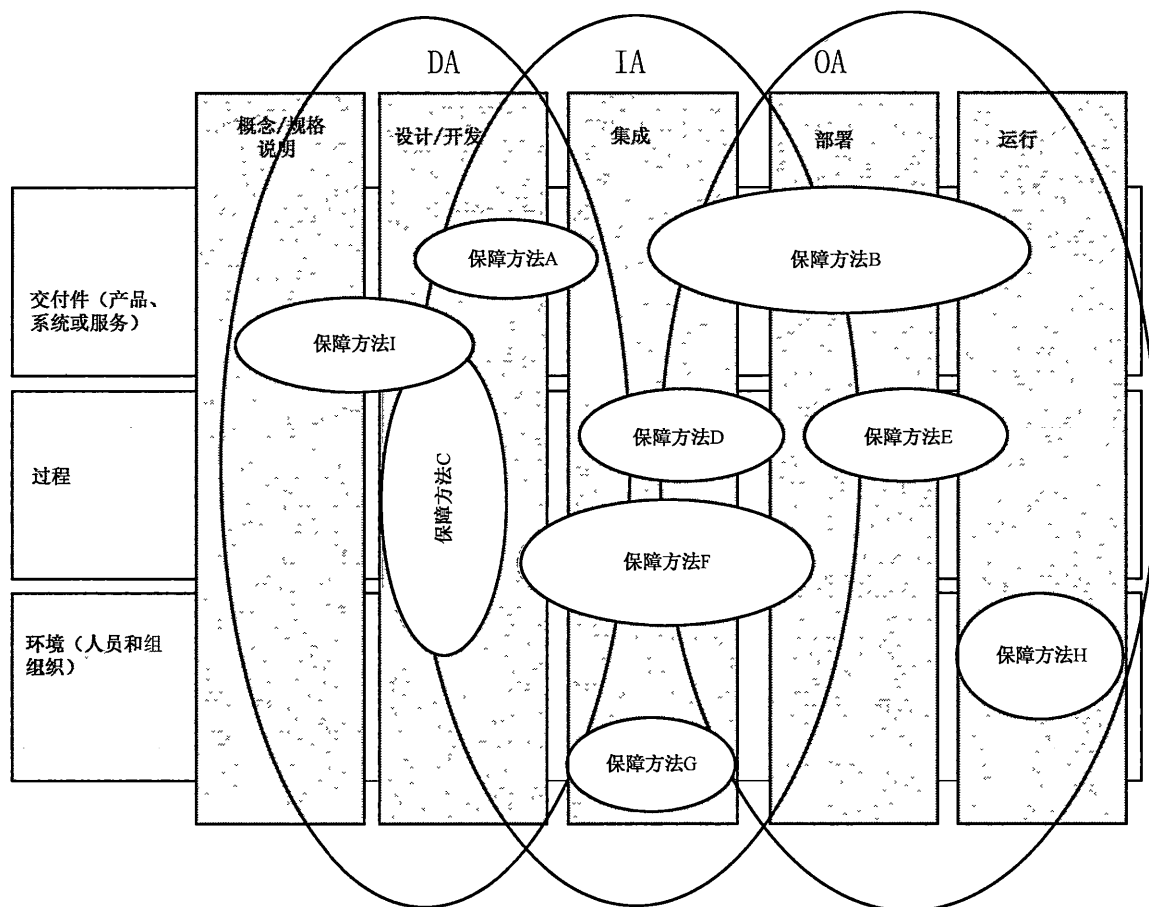 DA
IA
OA
概念/规格
说明
设计/开发
集成
部署
运行
保障方法A
保障方法B
交付件（产品、
系统或服务）
保障方法I
保障方法D
保障方法E
过程
保障方法C
保障方法F
环境（人员和组
组织）
保障方法H
保障方法G